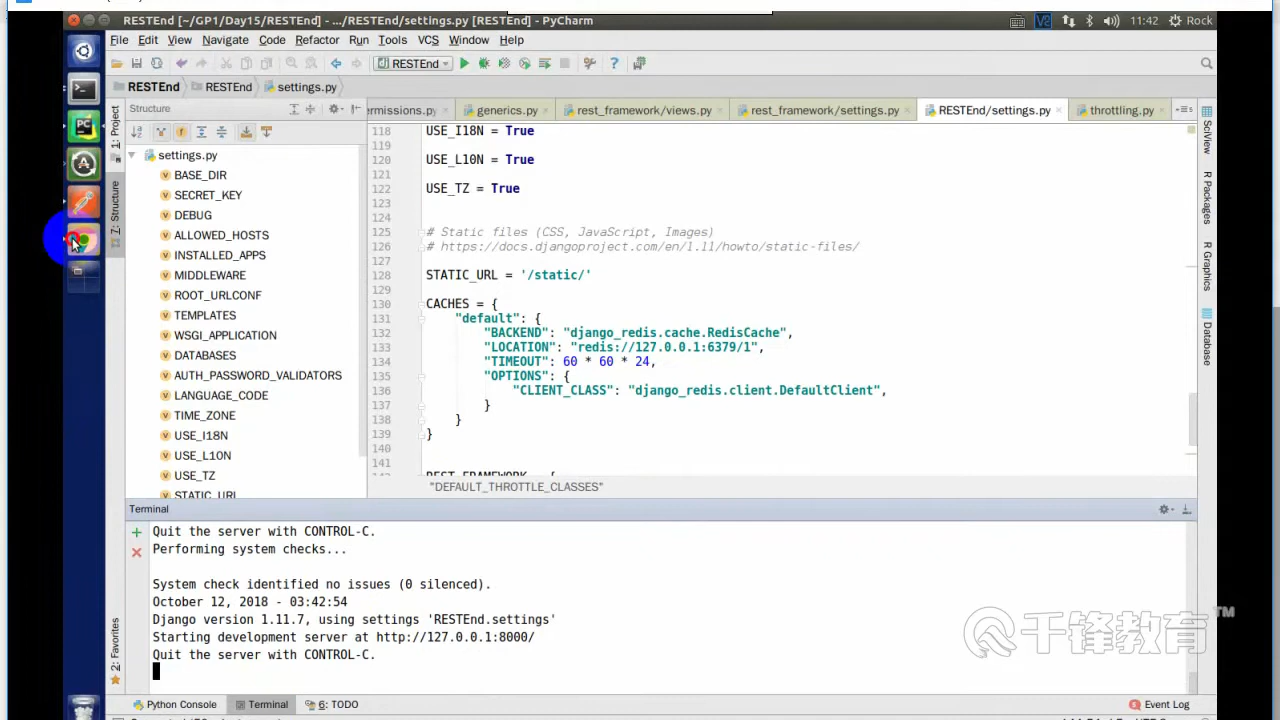 RESTEnd [~/GP1/Day15/RESTEnd] - .../RESTEnd/settings.py [RESTEnd] - PyCharm
V2
11:42
Rock
File Edit View Navigate Code Refactor Run Tools VCS Window Help
RESTEnd
RESTEnd
RESTEnd
settings.py
Structure
ermissions.py
generics.py
rest_framework/views.py
rest_framework/settings.py
RESTEnd/settings.py
throttling.py
1: Project
7: Structure
2: Favorites
settings.py
BASE_DIR
SECRET_KEY
DEBUG
ALLOWED_HOSTS
INSTALLED_APPS
MIDDLEWARE
ROOT_URLCONF
TEMPLATES
WSGI_APPLICATION
DATABASES
AUTH_PASSWORD_VALIDATORS
LANGUAGE_CODE
TIME_ZONE
USE_I18N
USE_L10N
USE_TZ
STATIC_URL
118 USE_I18N = True
119
120 USE_L10N = True
121
122 USE_TZ = True
123
124
125 # Static files (CSS, JavaScript, Images)
126 # https://docs.djangoproject.com/en/1.11/howto/static-files/
127
128 STATIC_URL = '/static/'
129
130 CACHES = {
131 "default": {
132 "BACKEND": "django_redis.cache.RedisCache",
133 "LOCATION": "redis://127.0.0.1:6379/1",
134 "TIMEOUT": 60 * 60 * 24,
135 "OPTIONS": {
136 "CLIENT_CLASS": "django_redis.client.DefaultClient",
137 }
138 }
139 }
140
141
142 REST_FRAMEWORK = {
"DEFAULT_THROTTLE_CLASSES"
SciView
R Packages
R Graphics
Database
Terminal
Quit the server with CONTROL-C.
Performing system checks...
System check identified no issues (0 silenced).
October 12, 2018 - 03:42:54
Django version 1.11.7, using settings 'RESTEnd.settings'
Starting development server at http://127.0.0.1:8000/
Quit the server with CONTROL-C.
千锋教育™
Python Console
Terminal
6: TODO
Event Log